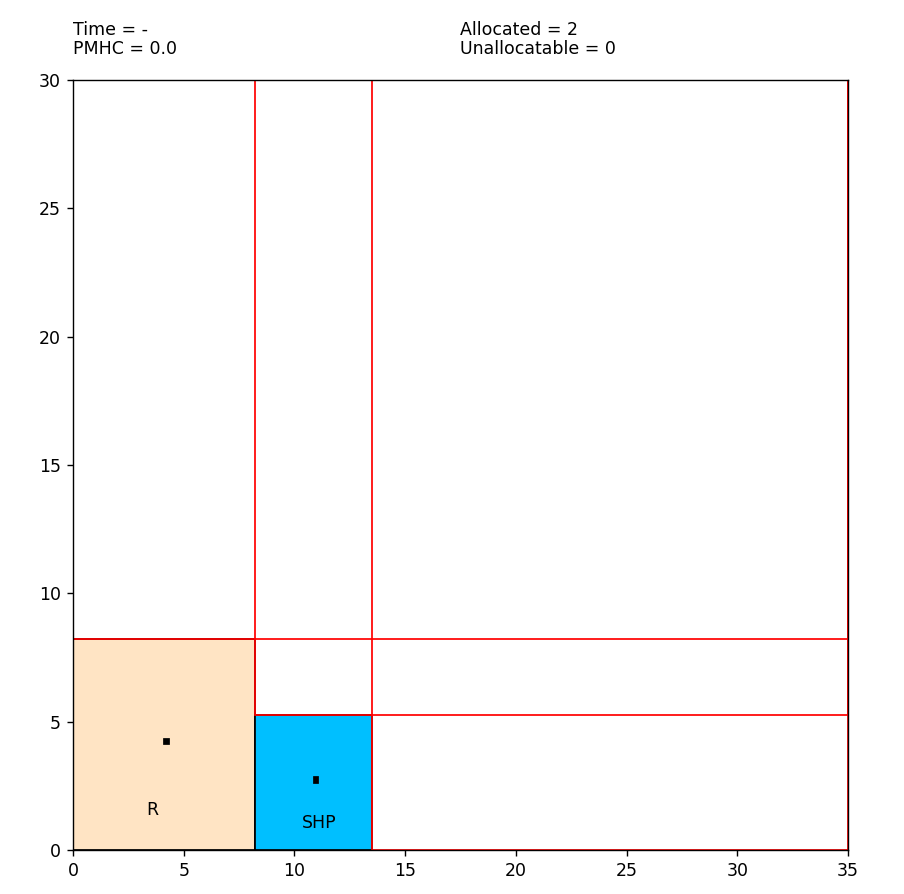 Time = -
PMHC = 0.0
Allocated = 2
Unallocatable = 0
30
25
20
15
10
5
0
R
SHP
0 5 10 15 20 25 30 35